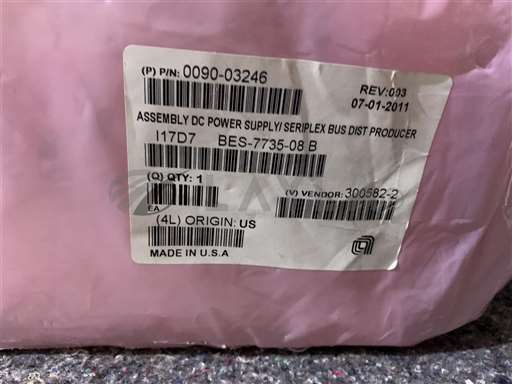 (P) P/N: 0090-03246
REV:003
07-01-2011
ASSEMBLY DC POWER SUPPLY/ SERIPLEX BUS DIST PRODUCER
I17D7 BES-7735-08 B
(Q) QTY: 1
EA
(V) VENDOR: 300582-2
(4L) ORIGIN: US
MADE IN U.S.A